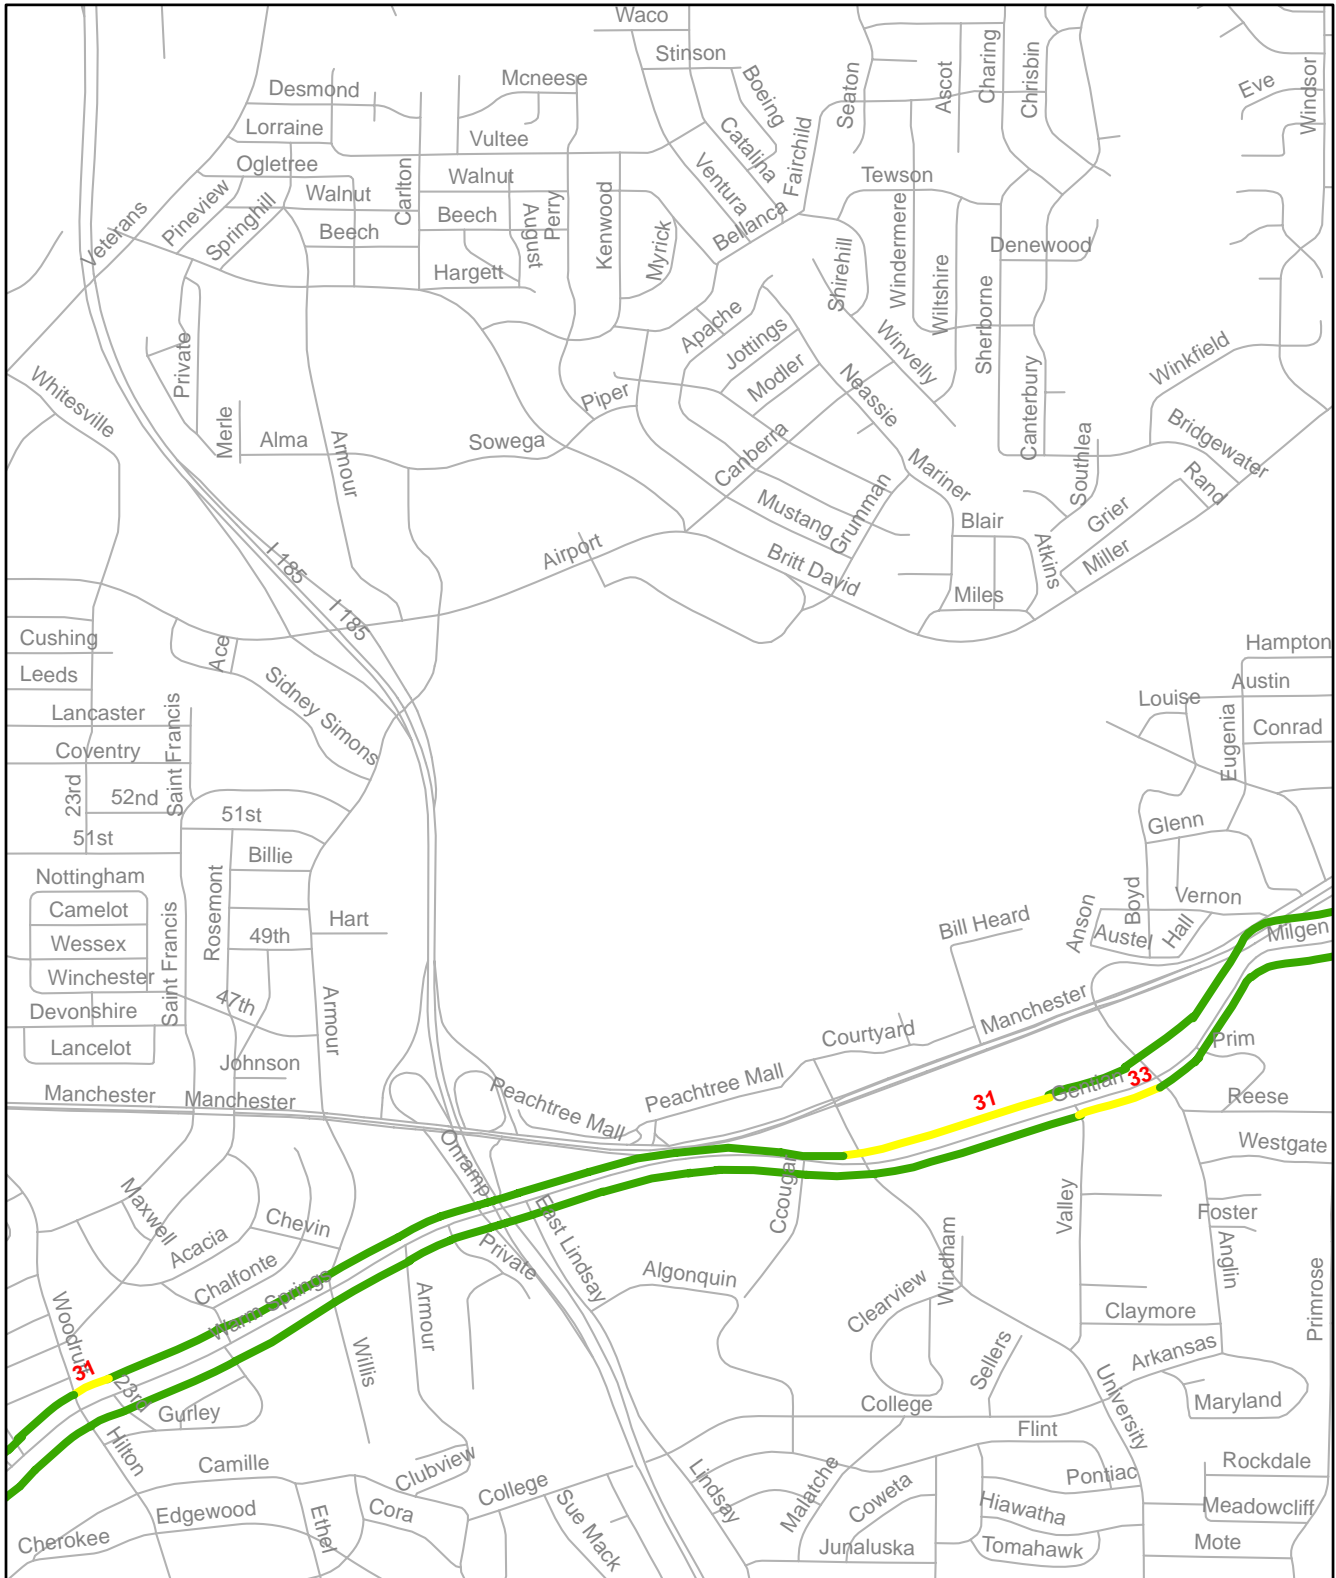 Waco
Stinson
Mcneese
Desmond
Boeing
Seaton
Ascot
Charing
Chrisbin
Eve
Windsor
Lorraine
Vultee
Catalina
Fairchild
Ogletree
Walnut
Carlton
Walnut
Ventura
Tewson
Pineview
Springhill
Beech
Beech
August
Perry
Kenwood
Myrick
Bellanca
Windermere
Denewood
Veterans
Hargett
Shirehill
Wiltshire
Sherborne
Private
Apache
Jottings
Modler
Winvelly
Neassie
Winkfield
Whitesville
Piper
Canterbury
Bridgewater
Merle
Alma
Armour
Sowega
Canberra
Mariner
Southlea
Rand
Mustang
Grumman
Blair
Grier
I 185
Airport
Britt David
Atkins
Miller
Miles
I 185
Cushing
Ace
Hampton
Leeds
Sidney Simons
Austin
Louise
Lancaster
Saint Francis
Eugenia
Conrad
Coventry
23rd
52nd
51st
51st
Glenn
Billie
Nottingham
Rosemont
Camelot
Hart
Bill Heard
Anson
Boyd
Vernon
Wessex
Saint Francis
49th
Austel
Hall
Milgen
Winchester
47th
Armour
Manchester
Devonshire
Courtyard
Lancelot
Prim
Johnson
Peachtree Mall
Peachtree Mall
Gentian
33
31
Reese
Manchester
Manchester
Westgate
Onramp
Ccougar
Maxwell
Chevin
East Lindsay
Valley
Foster
Acacia
Private
Windham
Anglin
Chalfonte
Algonquin
Clearview
Primrose
Warm Springs
Armour
Claymore
Woodruff
Willis
Sellers
Arkansas
31
23rd
Gurley
College
University
Maryland
Hilton
Flint
Camille
Clubview
Lindsay
Malatche
Pontiac
Rockdale
Edgewood
Ethel
Cora
College
Sue Mack
Coweta
Hiawatha
Meadowcliff
Cherokee
Junaluska
Tomahawk
Mote